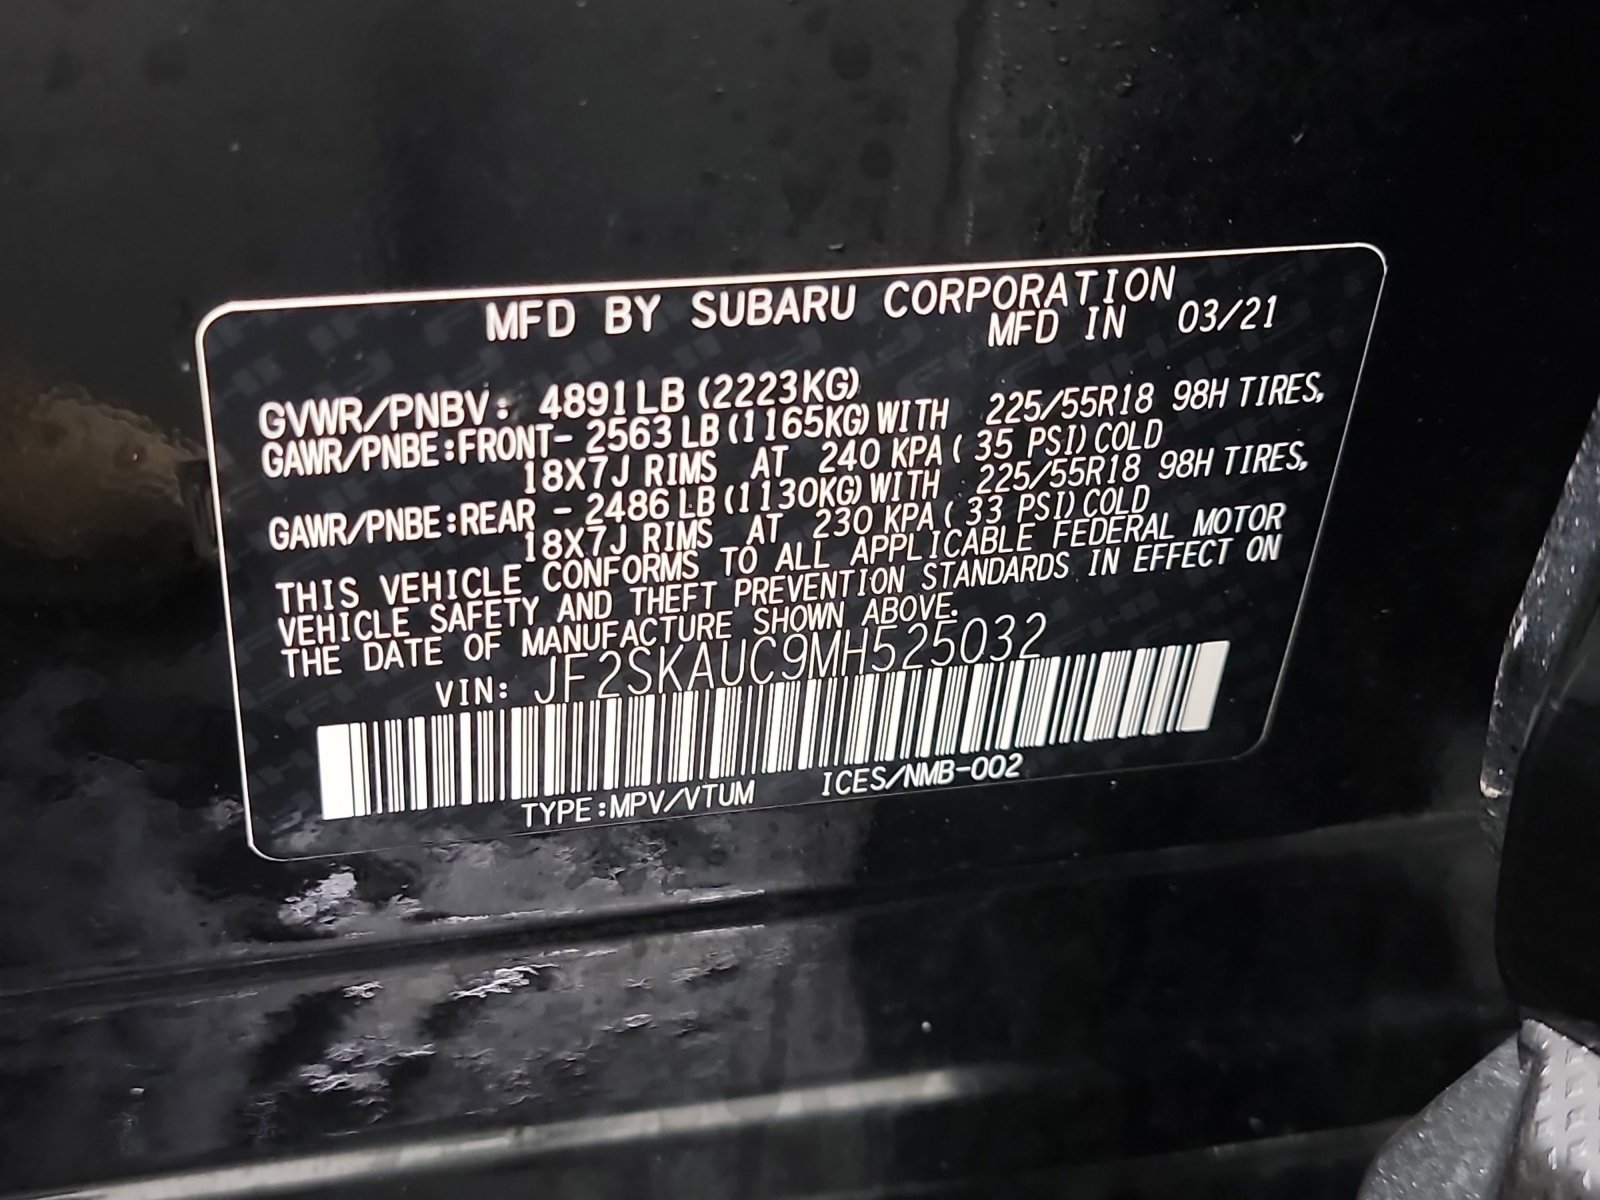 MFD BY SUBARU CORPORATION
MFD IN 03/21
GVWR/PNBV: 4891LB (2223KG)
GAWR/PNBE:FRONT- 2563LB(1165KG)WITH 225/55R18 98H TIRES,
18X7J RIMS AT 240 KPA( 35 PSI)COLD
GAWR/PNBE:REAR - 2486LB(1130KG)WITH 225/55R18 98H TIRES,
18X7J RIMS AT 230 KPA( 33 PSI)COLD
THIS VEHICLE CONFORMS TO ALL APPLICABLE FEDERAL MOTOR
VEHICLE SAFETY AND THEFT PREVENTION STANDARDS IN EFFECT ON
THE DATE OF MANUFACTURE SHOWN ABOVE.
VIN: JF2SKAUC9MH525032
TYPE:MPV/VTUM ICES/NMB-002